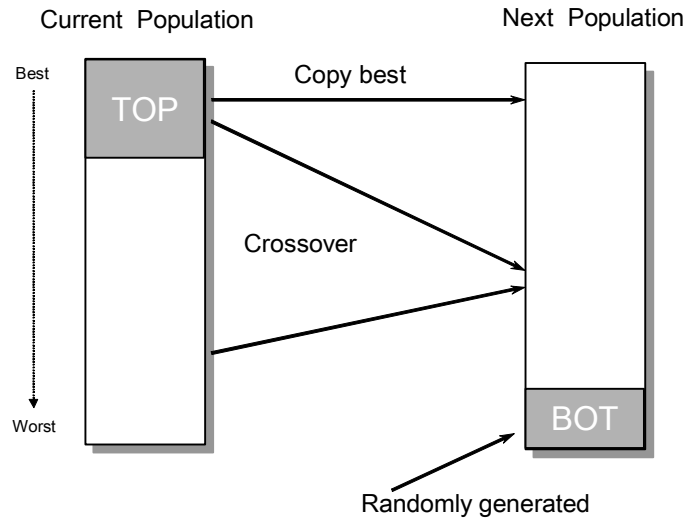 Current Population
Next Population
Best
TOP
Copy best
Crossover
Worst
BOT
Randomly generated